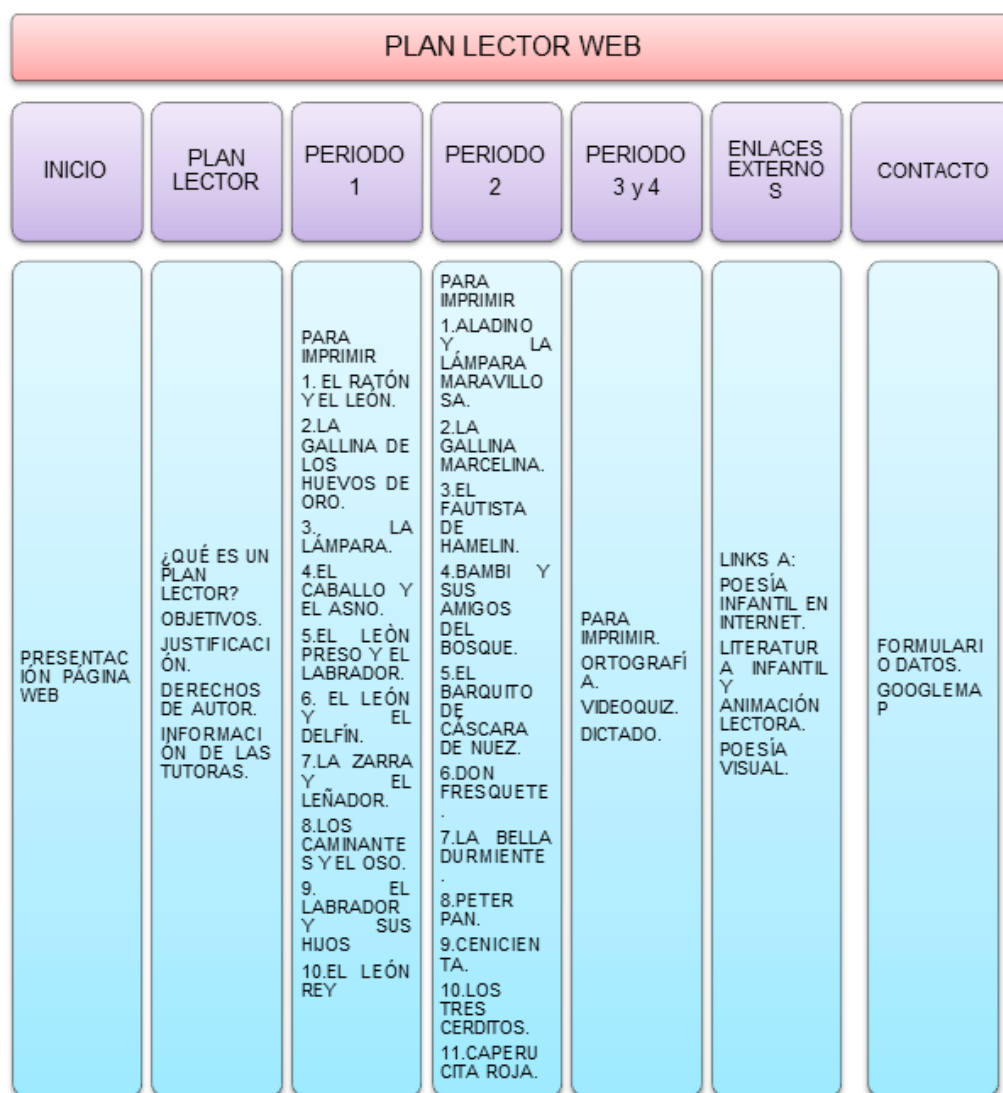 PLAN LECTOR WEB
INICIO
PLAN
LECTOR
PERIODO
1
PERIODO
2
PERIODO
3 y 4
ENLACES
EXTERNO
S
CONTACTO
PRESENTAC
IÓN PÁGINA
WEB
¿QUÉ ES UN
PLAN
LECTOR?
OBJETIVOS.
JUSTIFICACI
ÓN.
DERECHOS
DE AUTOR.
INFORMACI
ÓN DE LAS
TUTORAS.
PARA
IMPRIMIR
1. EL RATÓN
Y EL LEÓN.
2.LA
GALLINA DE
LOS
HUEVOS DE
ORO.
3. LA
LÁMPARA.
4.EL
CABALLO Y
EL ASNO.
5.EL LEÒN
PRESO Y EL
LABRADOR.
6. EL LEÓN
Y EL
DELFÍN.
7.LA ZARRA
Y EL
LEÑADOR.
8.LOS
CAMINANTE
S Y EL OSO.
9. EL
LABRADOR
Y SUS
HIJOS
10.EL LEÓN
REY
PARA
IMPRIMIR
1.ALADINO
Y LA
LÁMPARA
MARAVILLO
SA.
2.LA
GALLINA
MARCELINA.
3.EL
FAUTISTA
DE
HAMELIN.
4.BAMBI Y
SUS
AMIGOS
DEL
BOSQUE.
5.EL
BARQUITO
DE
CÁSCARA
DE NUEZ.
6.DON
FRESQUETE
.
7.LA BELLA
DURMIENTE
.
8.PETER
PAN.
9.CENICIEN
TA.
10.LOS
TRES
CERDITOS.
11.CAPERU
CITA ROJA.
PARA
IMPRIMIR.
ORTOGRAFÍ
A.
VIDEOQUIZ.
DICTADO.
LINKS A:
POESÍA
INFANTIL EN
INTERNET.
LITERATUR
A INFANTIL
Y
ANIMACIÓN
LECTORA.
POESÍA
VISUAL.
FORMULARI
O DATOS.
GOOGLEMA
P